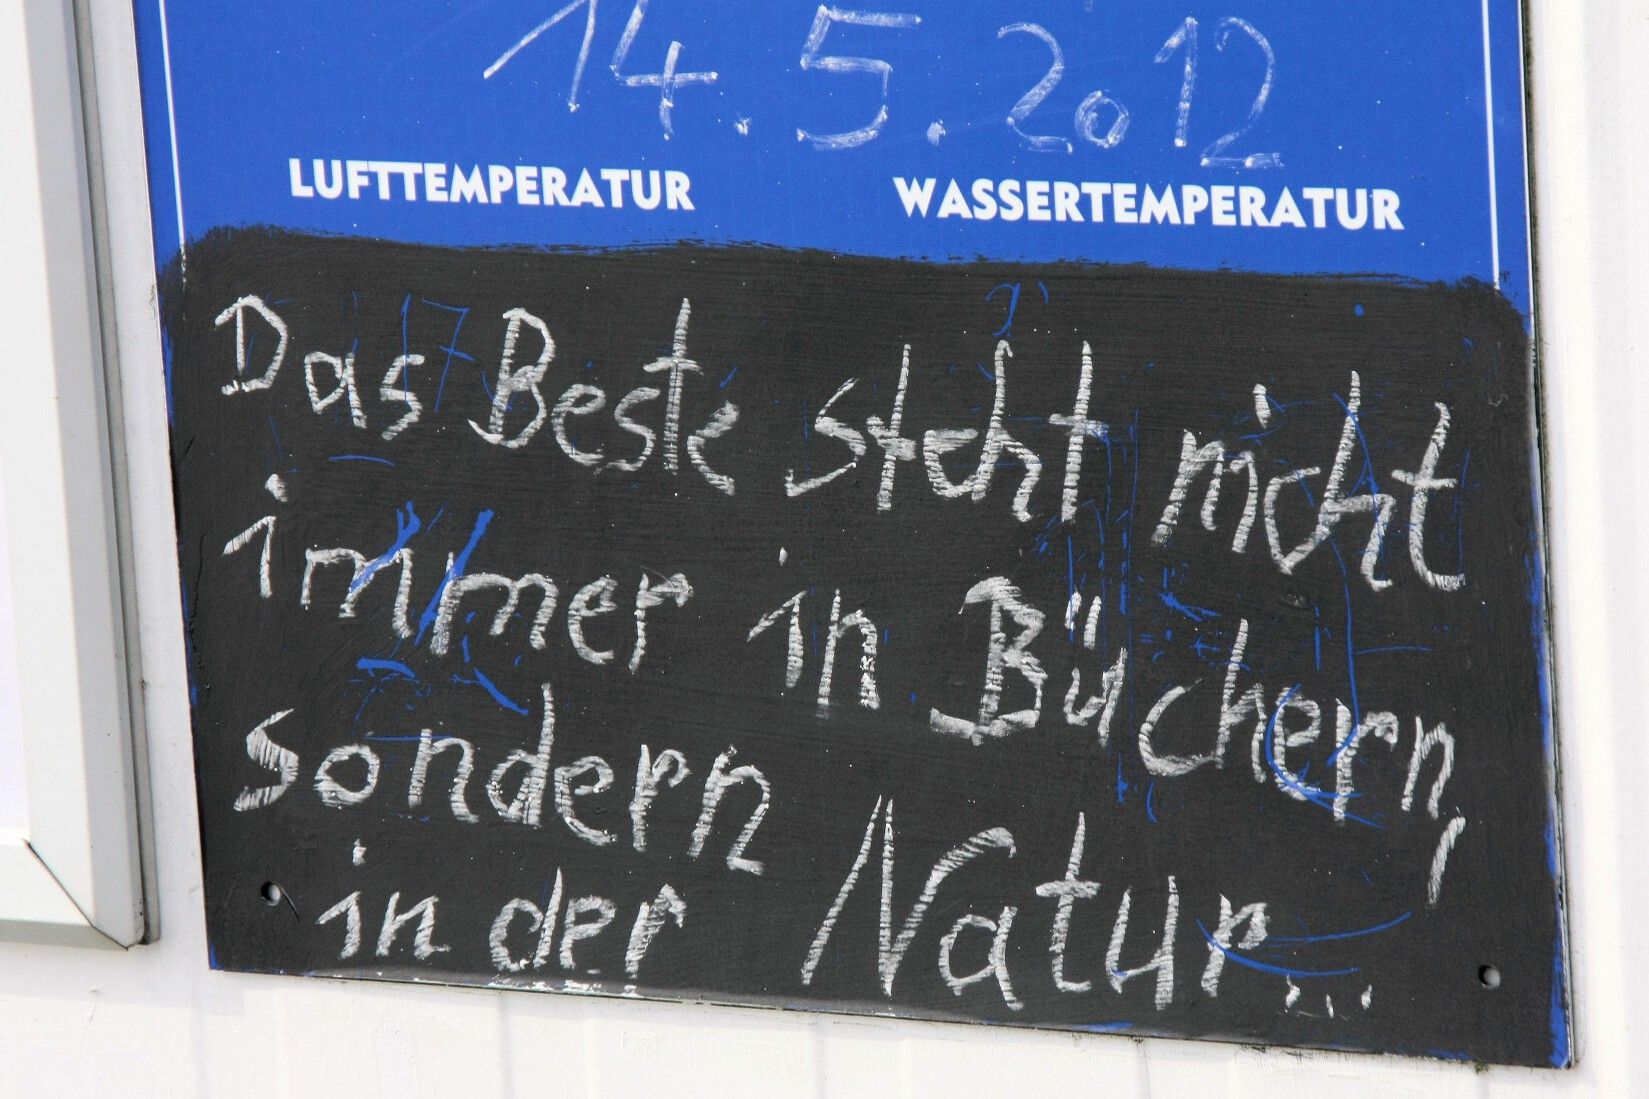 14.5.2012
LUFTTEMPERATUR WASSERTEMPERATUR
Das Beste steht nicht
immer in Büchern,
sondern
in der Natur...